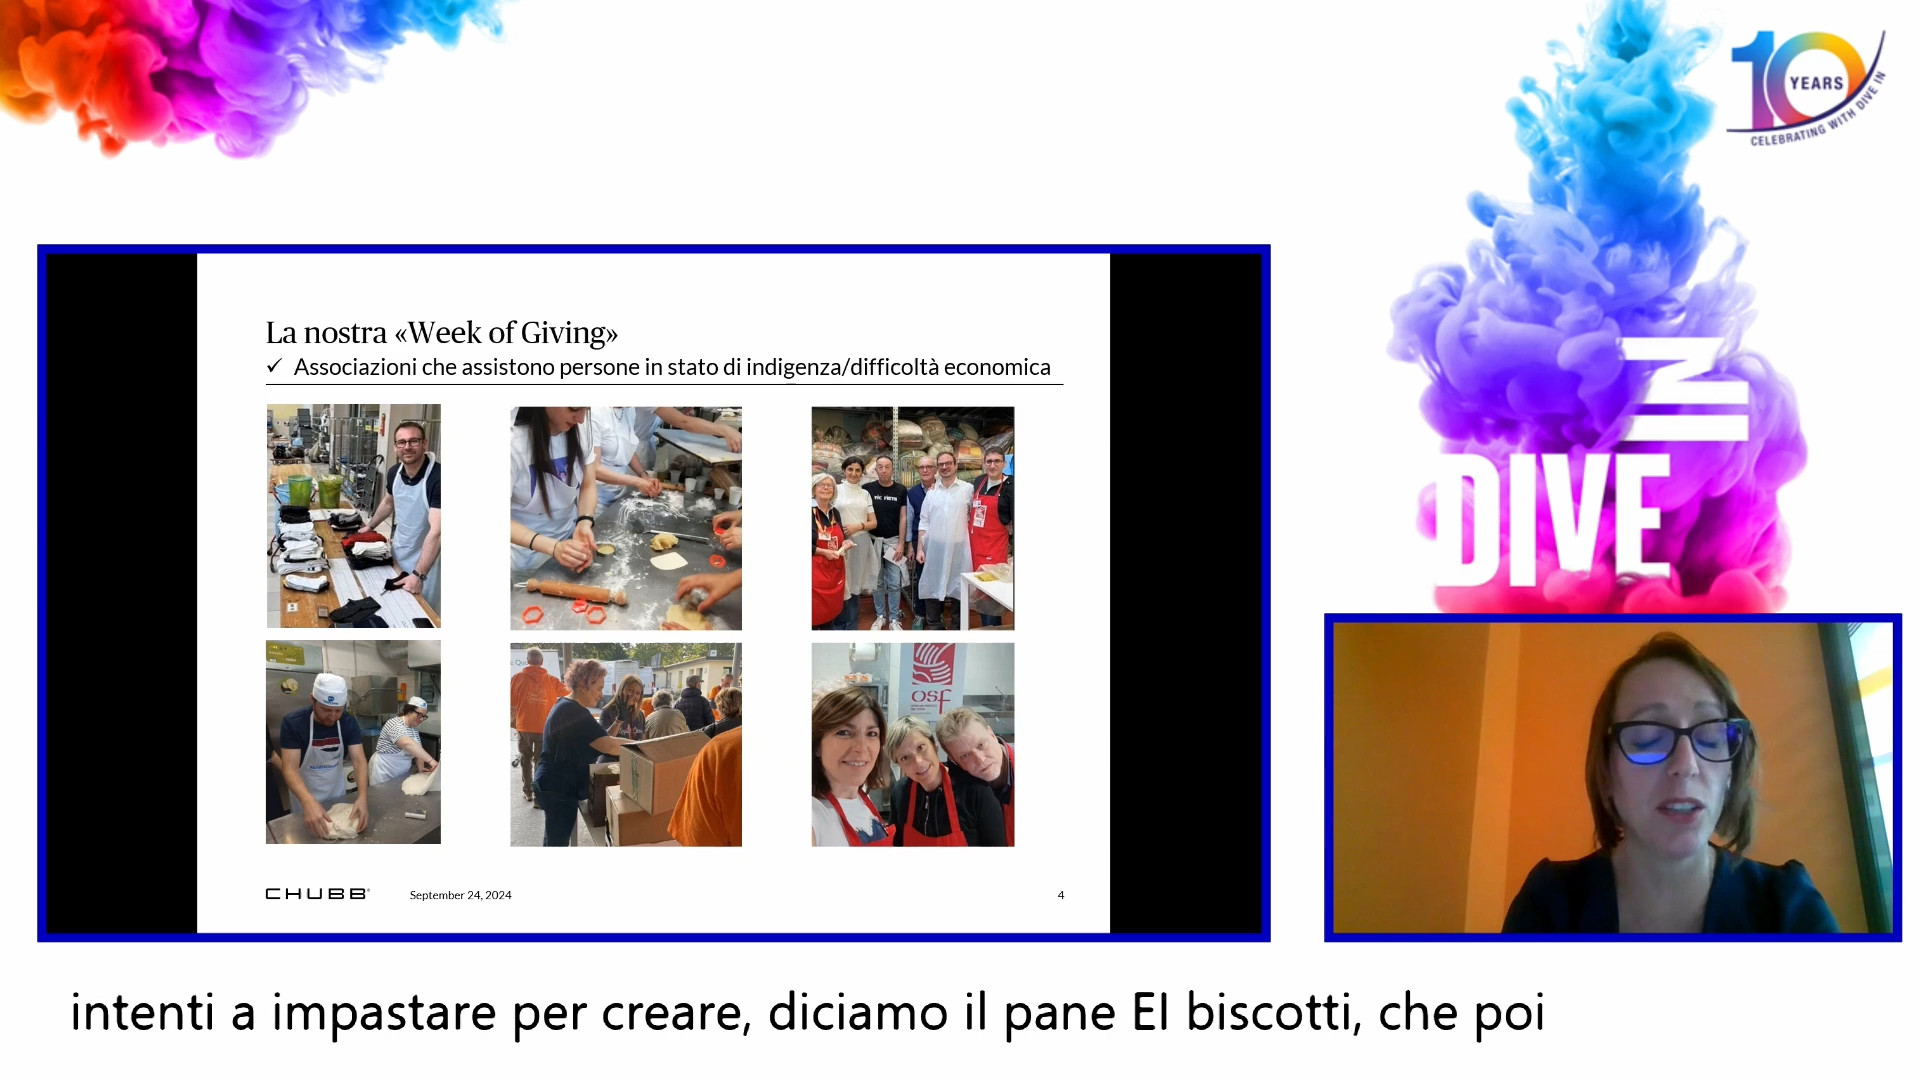 10
YEARS
CELEBRATING WITH DIVE IN
La nostra «Week of Giving»
✓ Associazioni che assistono persone in stato di indigenza/difficoltà economica
osf
CHUBB
September 24, 2024
4
IN
DIVE
intenti a impastare per creare, diciamo il pane EI biscotti, che poi